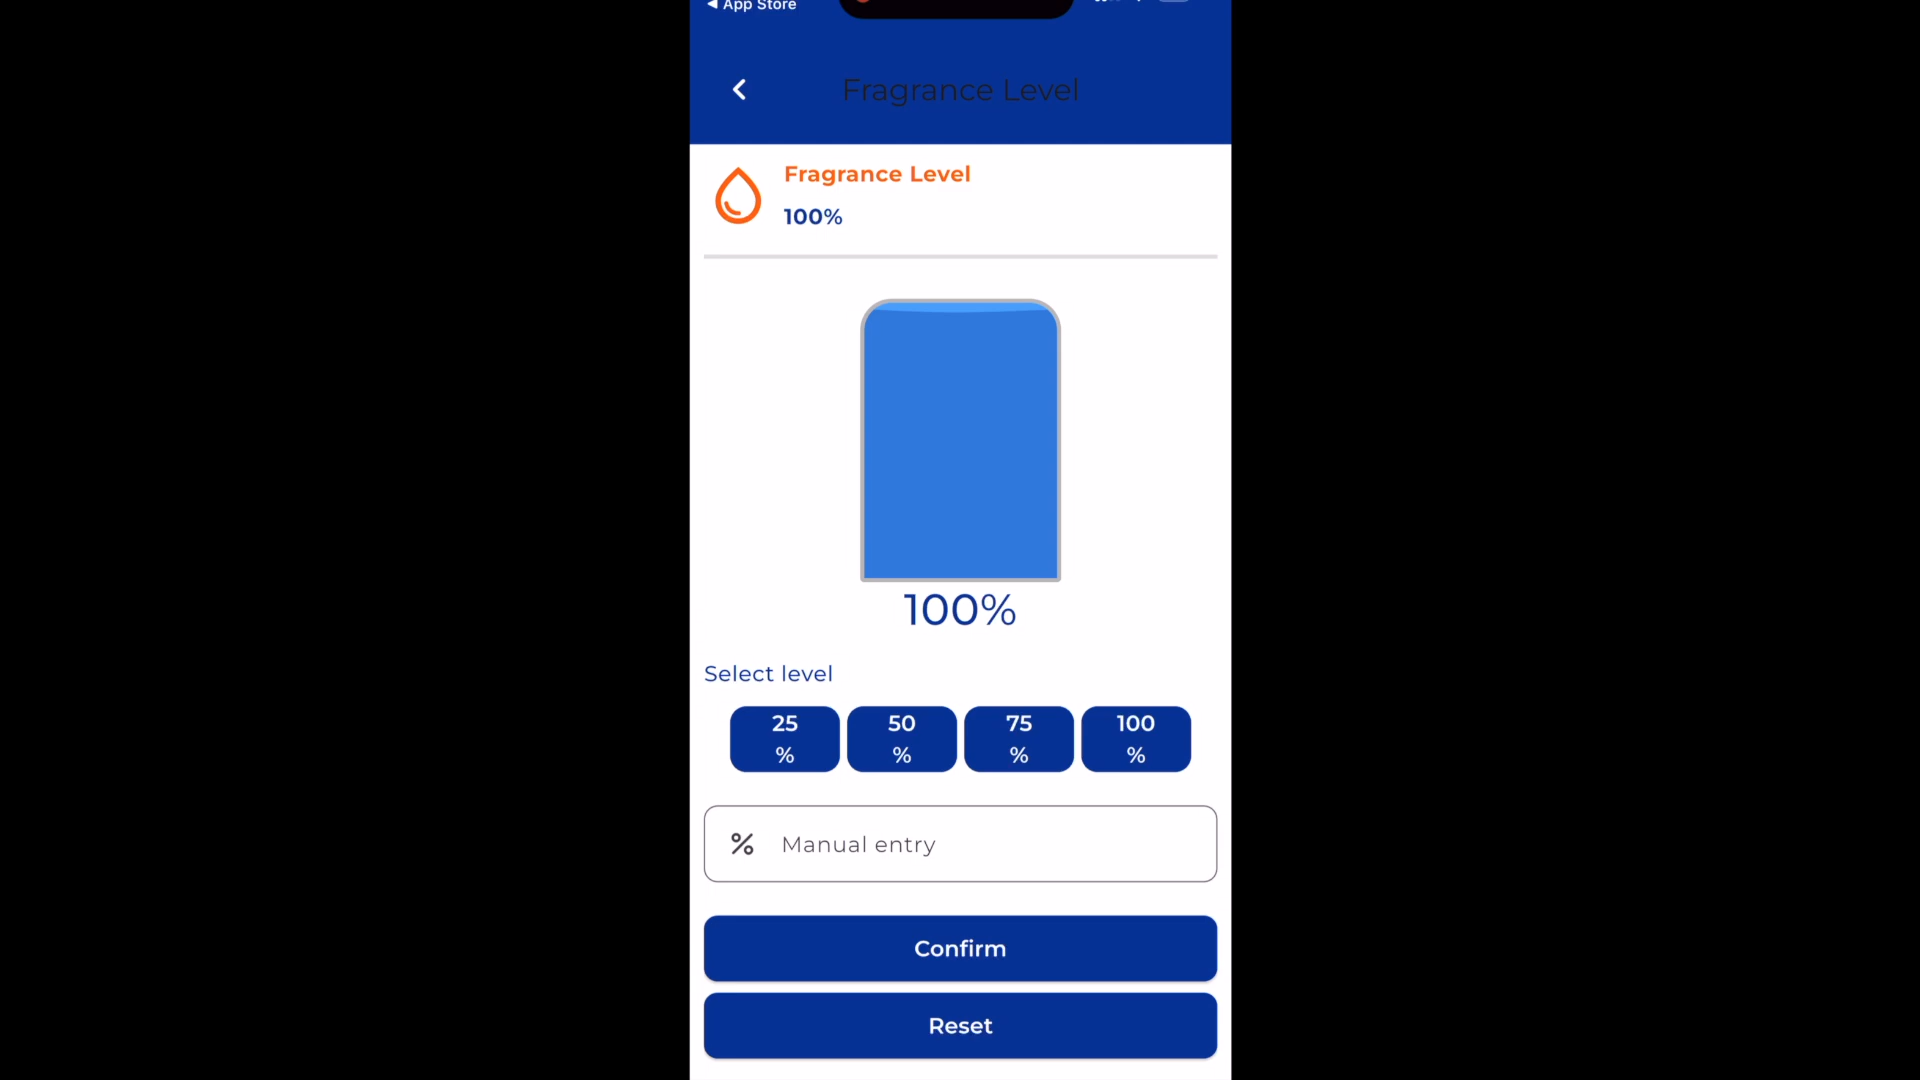 ◀ App Store
Fragrance Level
Fragrance Level
100%
100%
Select level
25 %
50 %
75 %
100 %
% Manual entry
Confirm
Reset